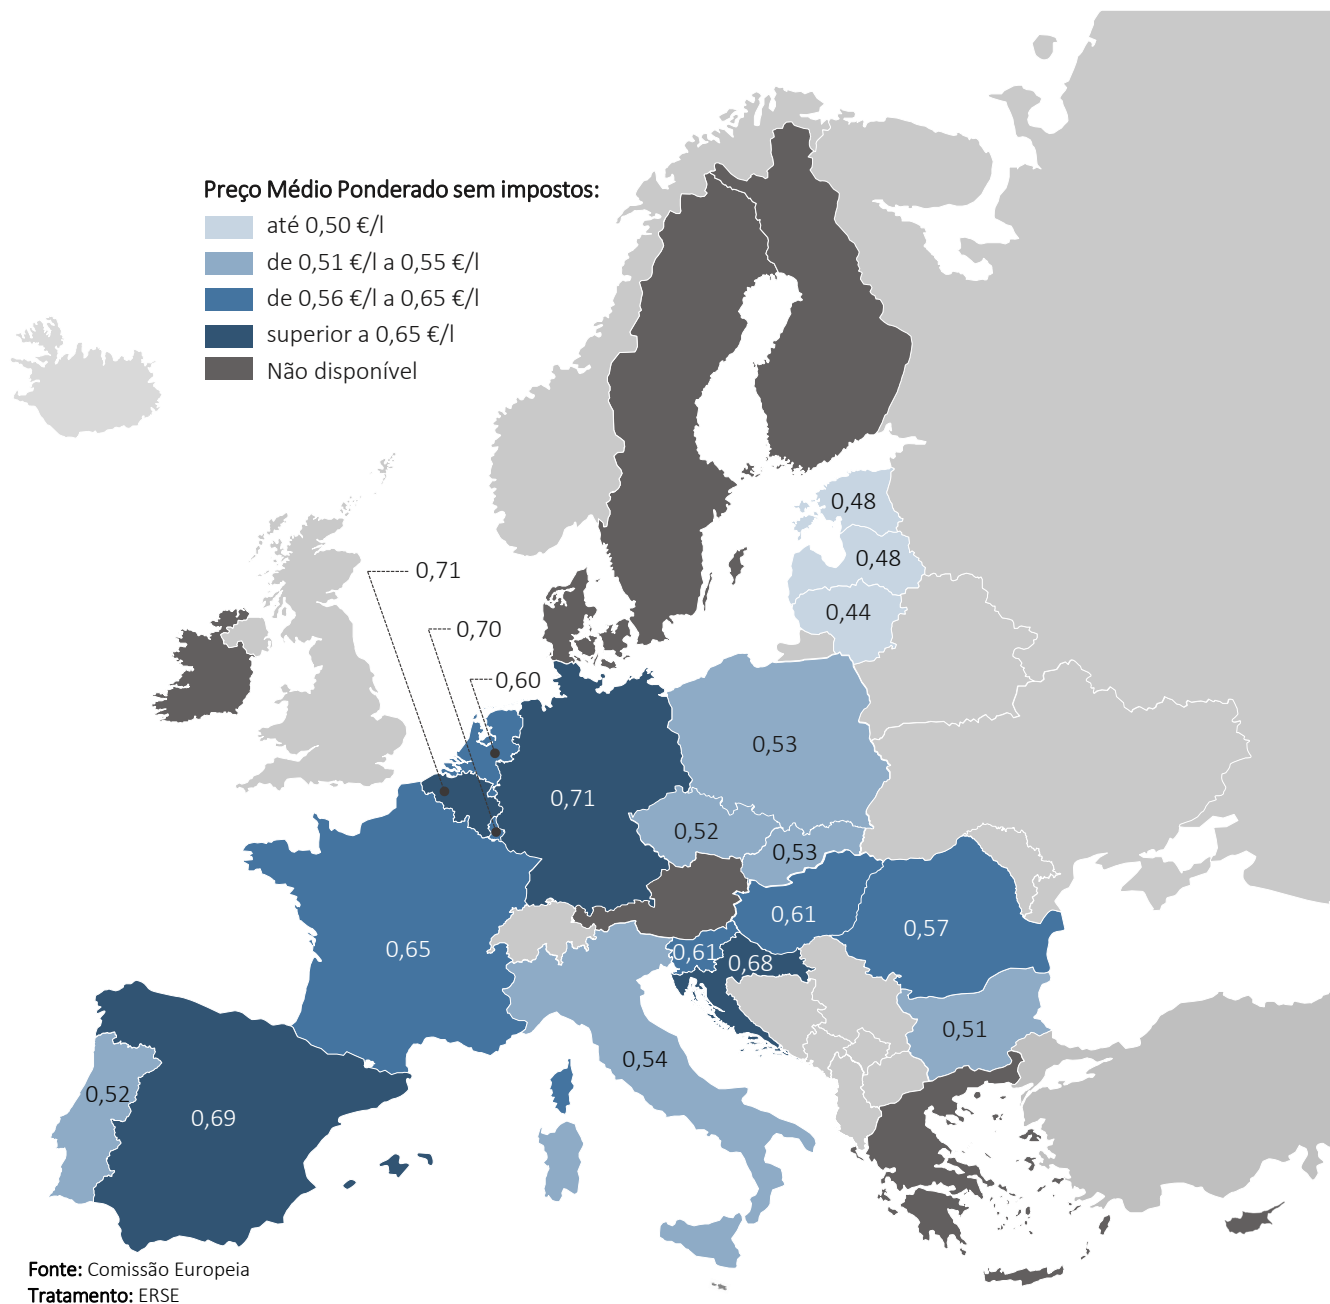 Preço Médio Ponderado sem impostos:
até 0,50 €/l
de 0,51 €/l a 0,55 €/l
de 0,56 €/l a 0,65 €/l
superior a 0,65 €/l
Não disponível
0,48
0,48
0,71
0,44
0,70
0,60
0,53
0,71
0,52
0,53
0,61
0,57
0,65
0,61
0,68
0,51
0,54
0,52
0,69
Fonte: Comissão Europeia
Tratamento: ERSE